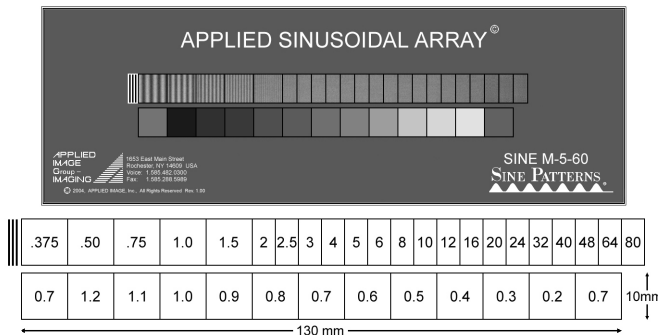 APPLIED SINUSOIDAL ARRAY©
APPLIED
IMAGE
Group –
IMAGING
1653 East Main Street
Rochester, NY 14609 USA
Voice: 1.585.482.0300
Fax: 1.585.288.5989
© 2004, APPLIED IMAGE, Inc., All Rights Reserved Rev. 1.00
SINE M-5-60
SINE PATTERNS
.375 .50 .75 1.0 1.5 2 2.5 3 4 5 6 8 10 12 16 20 24 32 40 48 64 80
0.7 1.2 1.1 1.0 0.9 0.8 0.7 0.6 0.5 0.4 0.3 0.2 0.7
10mm
130 mm